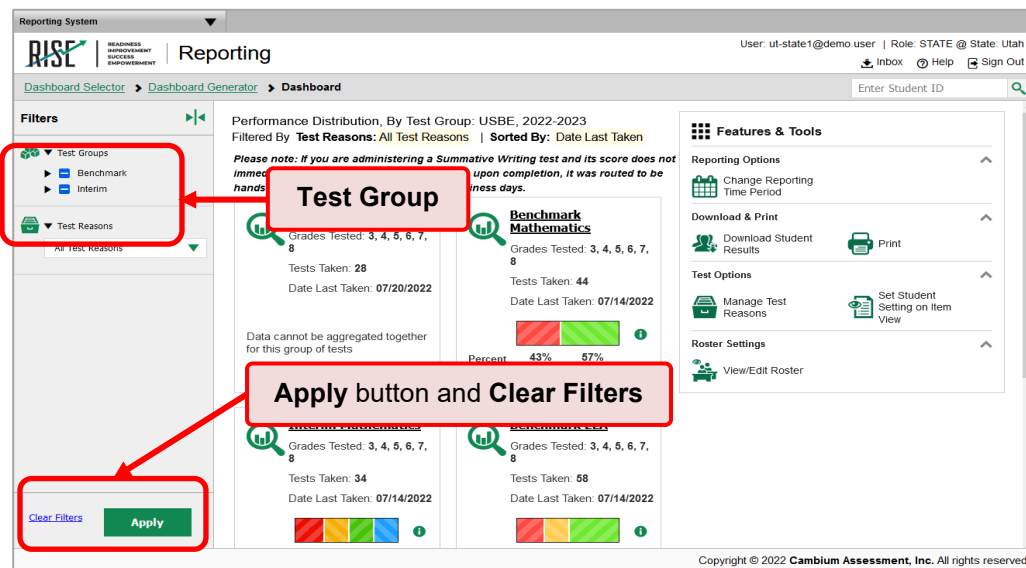 Reporting System
RISE
READINESS
IMPROVEMENT
SUCCESS
EMPOWERMENT
Reporting
User: ut-state1@demo.user | Role: STATE @ State: Utah
Inbox Help Sign Out
Dashboard Selector Dashboard Generator Dashboard
Enter Student ID
Filters
Test Groups
Benchmark
Interim
Test Reasons
All Test Reasons
Clear Filters
Apply
Performance Distribution, By Test Group: USBE, 2022-2023
Filtered By Test Reasons: All Test Reasons | Sorted By: Date Last Taken
Please note: If you are administering a Summative Writing test and its score does not
upon completion, it was routed to be
Test Group
Grades Tested: 3, 4, 5, 6, 7,
8
Tests Taken: 28
Date Last Taken: 07/20/2022
Data cannot be aggregated together
for this group of tests
Benchmark
Mathematics
Grades Tested: 3, 4, 5, 6, 7,
8
Tests Taken: 44
Date Last Taken: 07/14/2022
Percent 43% 57%
Apply button and Clear Filters
Interim Mathematics
Grades Tested: 3, 4, 5, 6, 7,
8
Tests Taken: 34
Date Last Taken: 07/14/2022
Benchmark ELA
Grades Tested: 3, 4, 5, 6, 7,
8
Tests Taken: 58
Date Last Taken: 07/14/2022
Features & Tools
Reporting Options
Change Reporting
Time Period
Download & Print
Download Student
Results
Print
Test Options
Manage Test
Reasons
Set Student
Setting on Item
View
Roster Settings
View/Edit Roster
Copyright © 2022 Cambium Assessment, Inc. All rights reserved